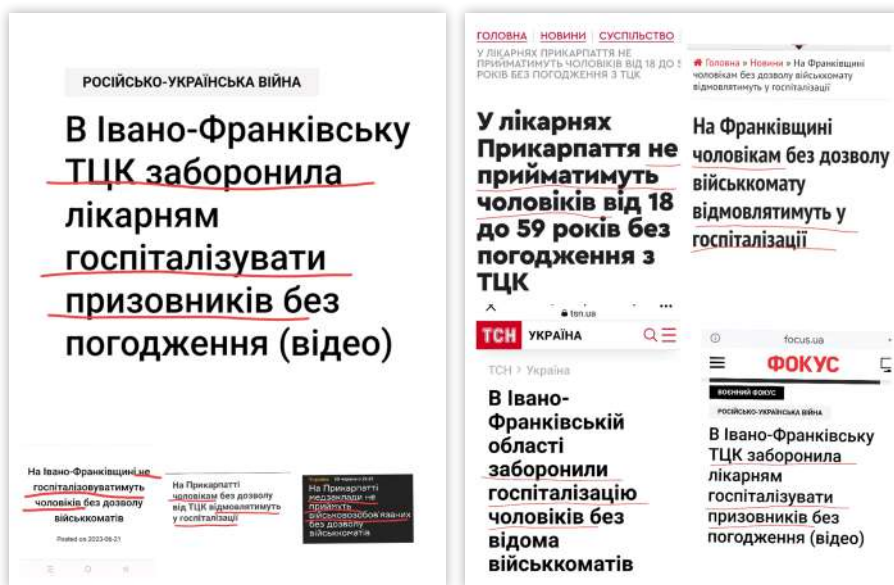 РОСІЙСЬКО-УКРАЇНСЬКА ВІЙНА
В Івано-Франківську
ТЦК заборонила
лікарням
госпіталізувати
призовників без
погодження (відео)
На Івано-Франківщині не
госпіталізовуватимуть
чоловіків без дозволу
військкоматів
Posted on 2023-06-21
На Прикарпатті
чоловікам без дозволу
від ТЦК відмовлятимуть
у госпіталізації
На Прикарпатті
медзаклади не
приймуть
військовозобов'язаних
без дозволу
військкоматів
ГОЛОВНА НОВИНИ СУСПІЛЬСТВО
У ЛІКАРНЯХ ПРИКАРПАТТЯ НЕ
ПРИЙМАТИМУТЬ ЧОЛОВІКІВ ВІД 18 ДО 5
РОКІВ БЕЗ ПОГОДЖЕННЯ З ТЦК
У лікарнях
Прикарпаття не
прийматимуть
чоловіків від 18
до 59 років без
погодження з
ТЦК
Головна » Новини » На Франківщині
чоловікам без дозволу військкомату
відмовлятимуть у госпіталізації
На Франківщині
чоловікам без дозволу
військкомату
відмовлятимуть у
госпіталізації
tsn.ua
ТСН УКРАЇНА
ТСН > Україна
В Івано-
Франківській
області
заборонили
госпіталізацію
чоловіків без
відома
військкоматів
focus.ua
ФОКУС
ВОЄННИЙ ФОКУС
РОСІЙСЬКО-УКРАЇНСЬКА ВІЙНА
В Івано-Франківську
ТЦК заборонила
лікарням
госпіталізувати
призовників без
погодження (відео)